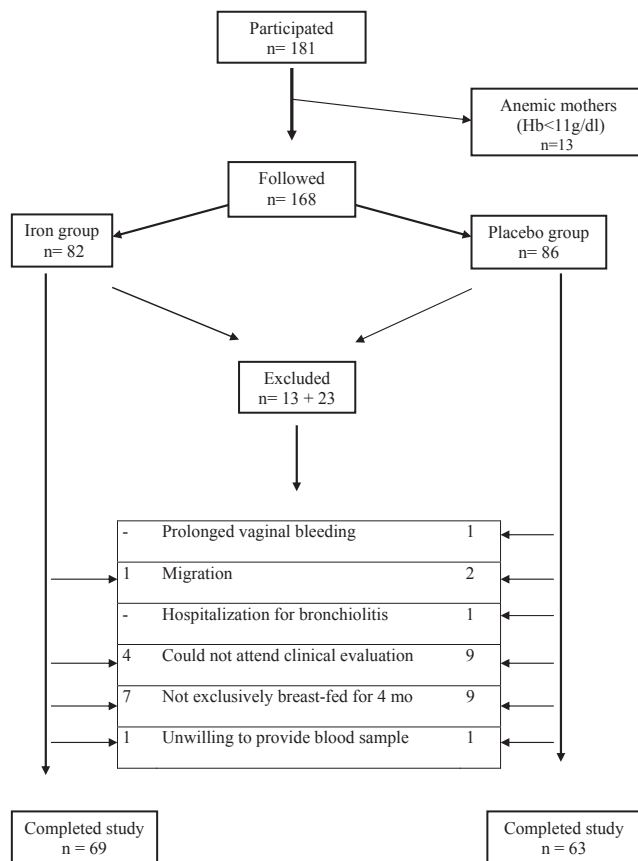 Participated
n= 181
Anemic mothers
(Hb<11g/dl)
n=13
Followed
n= 168
Iron group
n= 82
Placebo group
n= 86
Excluded
n= 13 + 23
- Prolonged vaginal bleeding 1
1 Migration 2
- Hospitalization for bronchiolitis 1
4 Could not attend clinical evaluation 9
7 Not exclusively breast-fed for 4 mo 9
1 Unwilling to provide blood sample 1
Completed study
n = 69
Completed study
n = 63